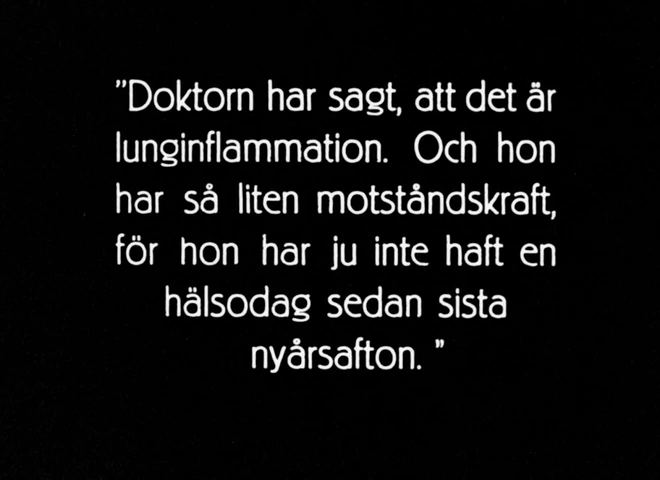 ”Doktorn har sagt, att det är
lunginflammation. Och hon
har så liten motståndskraft,
för hon har ju inte haft en
hälsodag sedan sista
nyårsafton. ”